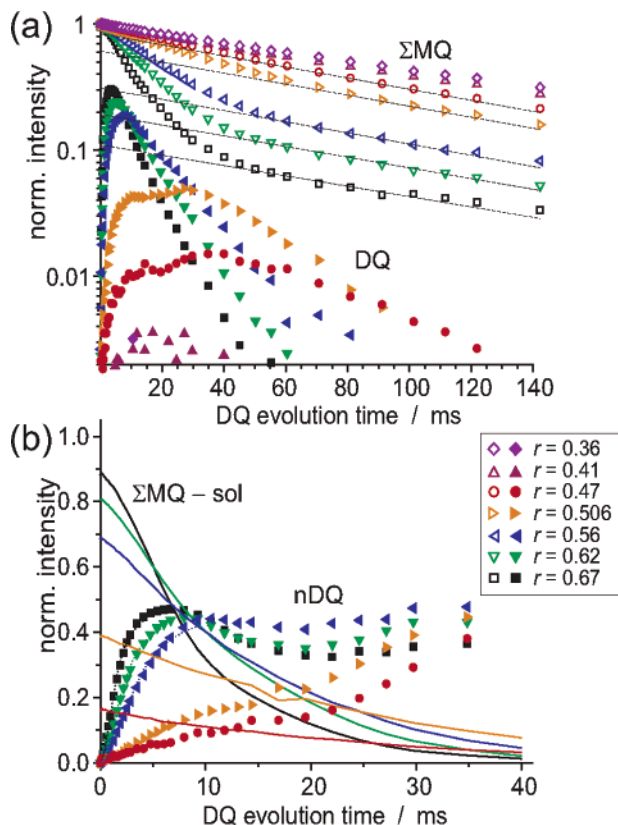 (a)
1
0.1
0.01
norm. intensity
ΣMQ
DQ
20 40 60 80 100 120 140
DQ evolution time / ms
(b)
1.0
0.8
0.6
0.4
0.2
0.0
norm. intensity
ΣMQ – sol
nDQ
r = 0.36
r = 0.41
r = 0.47
r = 0.506
r = 0.56
r = 0.62
r = 0.67
0 10 20 30 40
DQ evolution time / ms